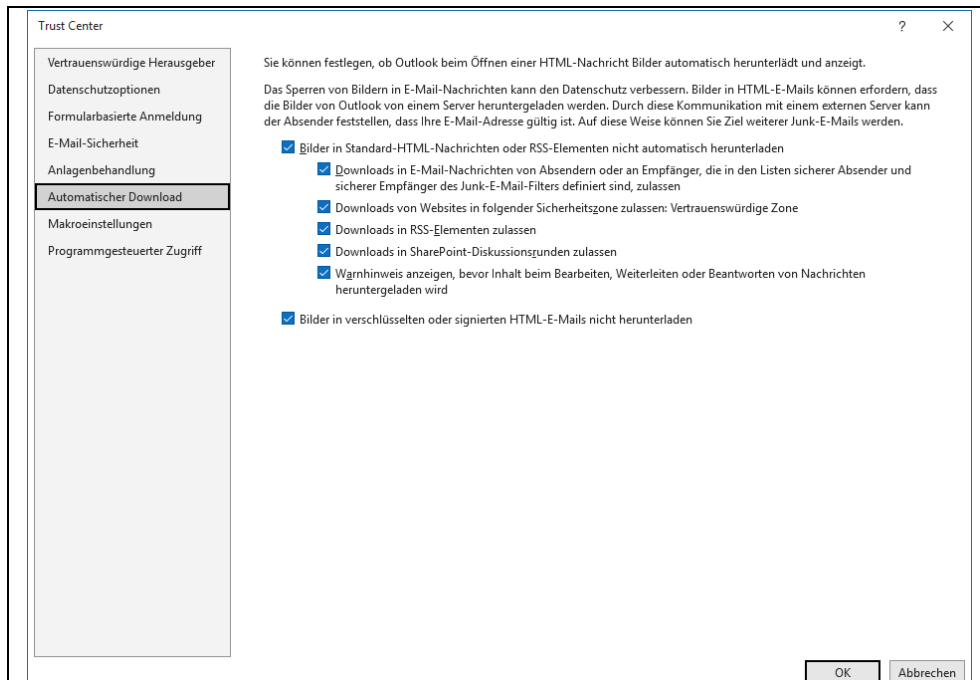 Trust Center
?
Vertrauenswürdige Herausgeber
Datenschutzoptionen
Formularbasierte Anmeldung
E-Mail-Sicherheit
Anlagenbehandlung
Automatischer Download
Makroeinstellungen
Programmgesteuerter Zugriff
Sie können festlegen, ob Outlook beim Öffnen einer HTML-Nachricht Bilder automatisch herunterlädt und anzeigt.
Das Sperren von Bildern in E-Mail-Nachrichten kann den Datenschutz verbessern. Bilder in HTML-E-Mails können erfordern, dass
die Bilder von Outlook von einem Server heruntergeladen werden. Durch diese Kommunikation mit einem externen Server kann
der Absender feststellen, dass Ihre E-Mail-Adresse gültig ist. Auf diese Weise können Sie Ziel weiterer Junk-E-Mails werden.
Bilder in Standard-HTML-Nachrichten oder RSS-Elementen nicht automatisch herunterladen
Downloads in E-Mail-Nachrichten von Absendern oder an Empfänger, die in den Listen sicherer Absender und
sicherer Empfänger des Junk-E-Mail-Filters definiert sind, zulassen
Downloads von Websites in folgender Sicherheitszone zulassen: Vertrauenswürdige Zone
Downloads in RSS-Elementen zulassen
Downloads in SharePoint-Diskussionsrunden zulassen
Warnhinweis anzeigen, bevor Inhalt beim Bearbeiten, Weiterleiten oder Beantworten von Nachrichten
heruntergeladen wird
Bilder in verschlüsselten oder signierten HTML-E-Mails nicht herunterladen
OK
Abbrechen